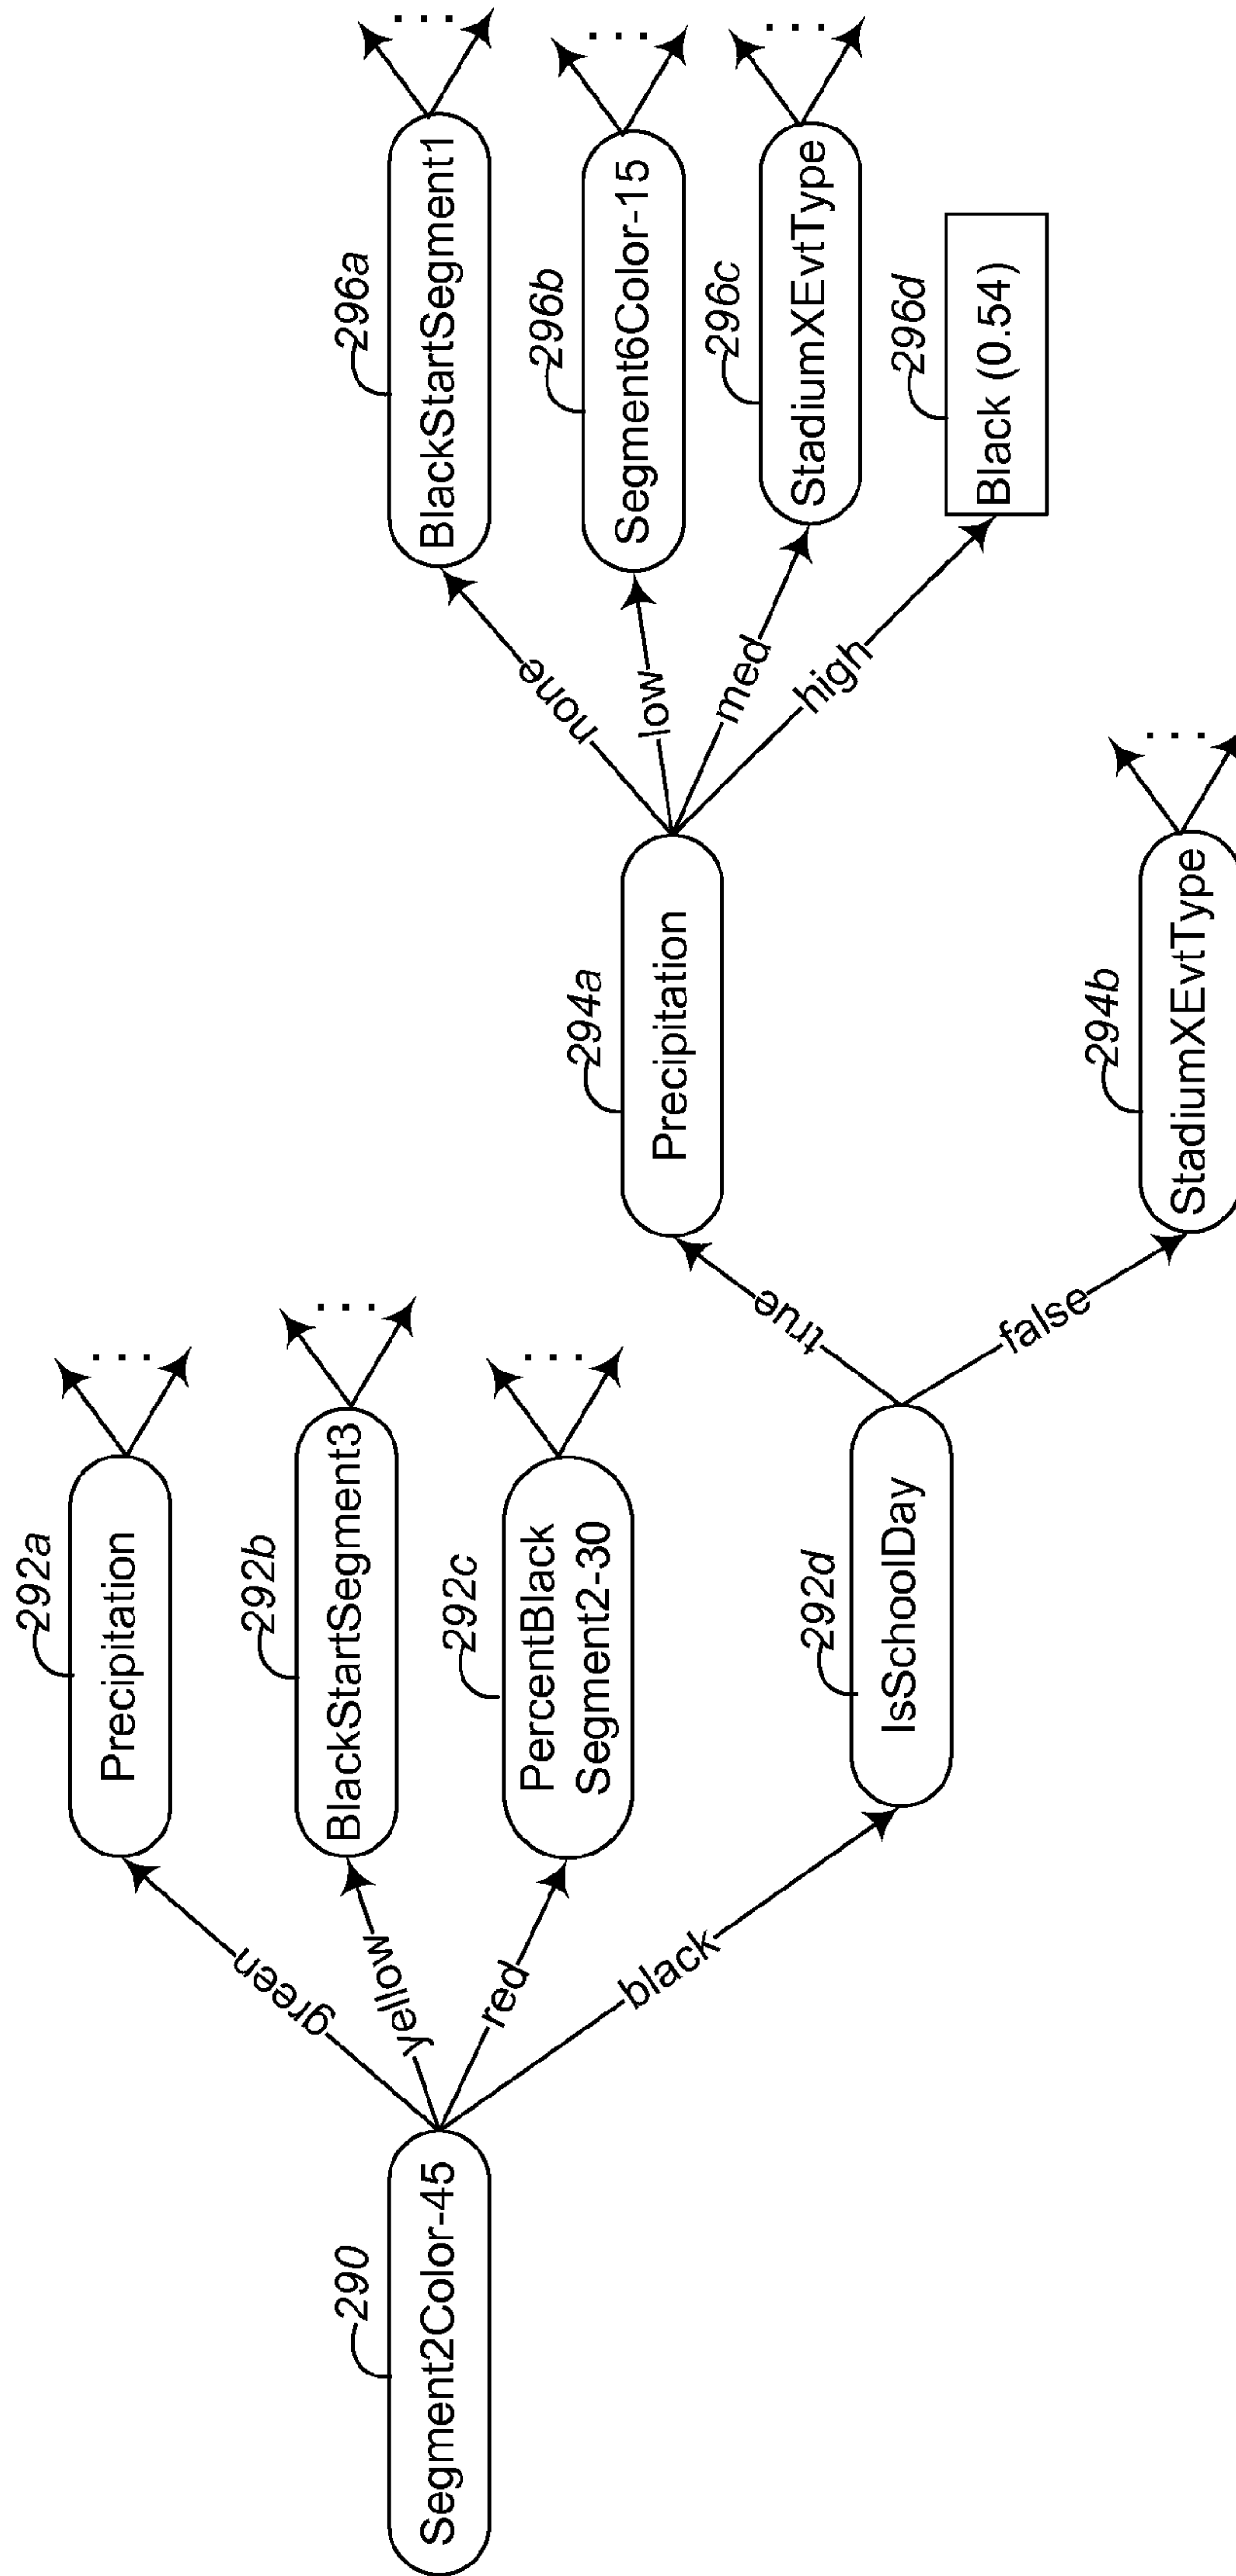 290
Segment2Color-45
green
yellow
red
black
292a
Precipitation
...
292b
BlackStartSegment3
...
292c
PercentBlack
Segment2-30
...
292d
IsSchoolDay
true
false
294a
Precipitation
none
low
med
high
294b
StadiumXEvtType
...
296a
BlackStartSegment1
...
296b
Segment6Color-15
...
296c
StadiumXEvtType
...
296d
Black (0.54)